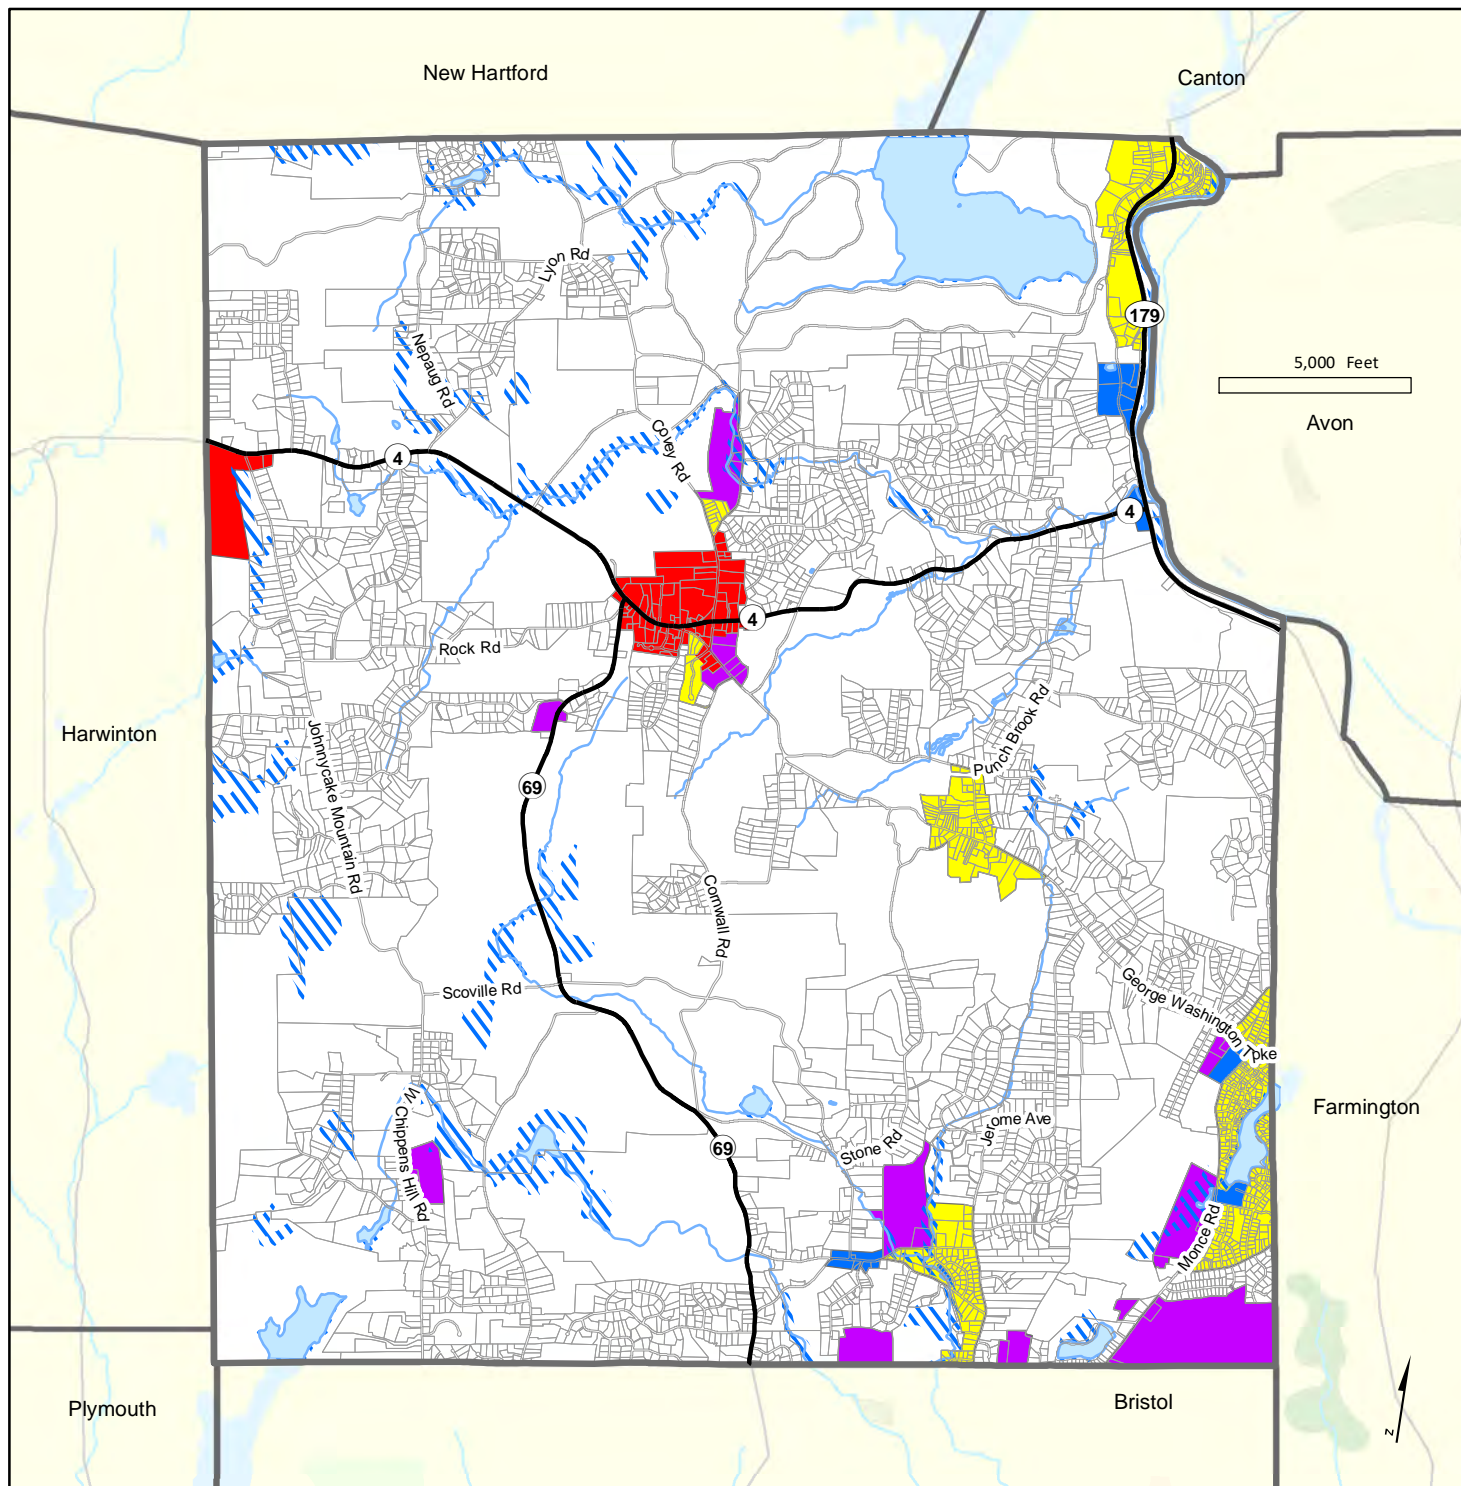 New Hartford
Canton
Lyon Rd
179
Nepaug Rd
5,000 Feet
Avon
Covey Rd
4
4
4
Rock Rd
Punch Brook Rd
Harwinton
Johnnycake Mountain Rd
69
Cornwall Rd
Scoville Rd
George Washington Tpke
W Chippens Hill Rd
Farmington
Jerome Ave
Stone Rd
69
Monce Rd
Plymouth
Bristol
N